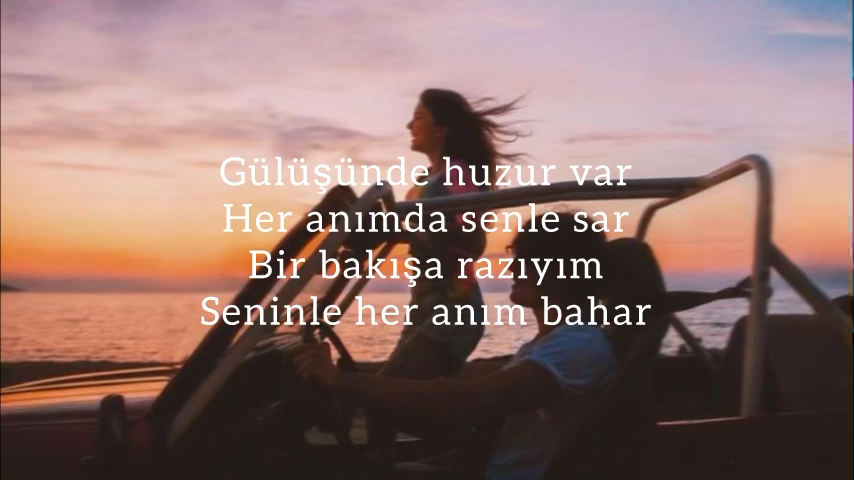 Gülüşünde huzur var
Her anımda senle sar
Bir bakışa razıyım
Seninle her anım bahar